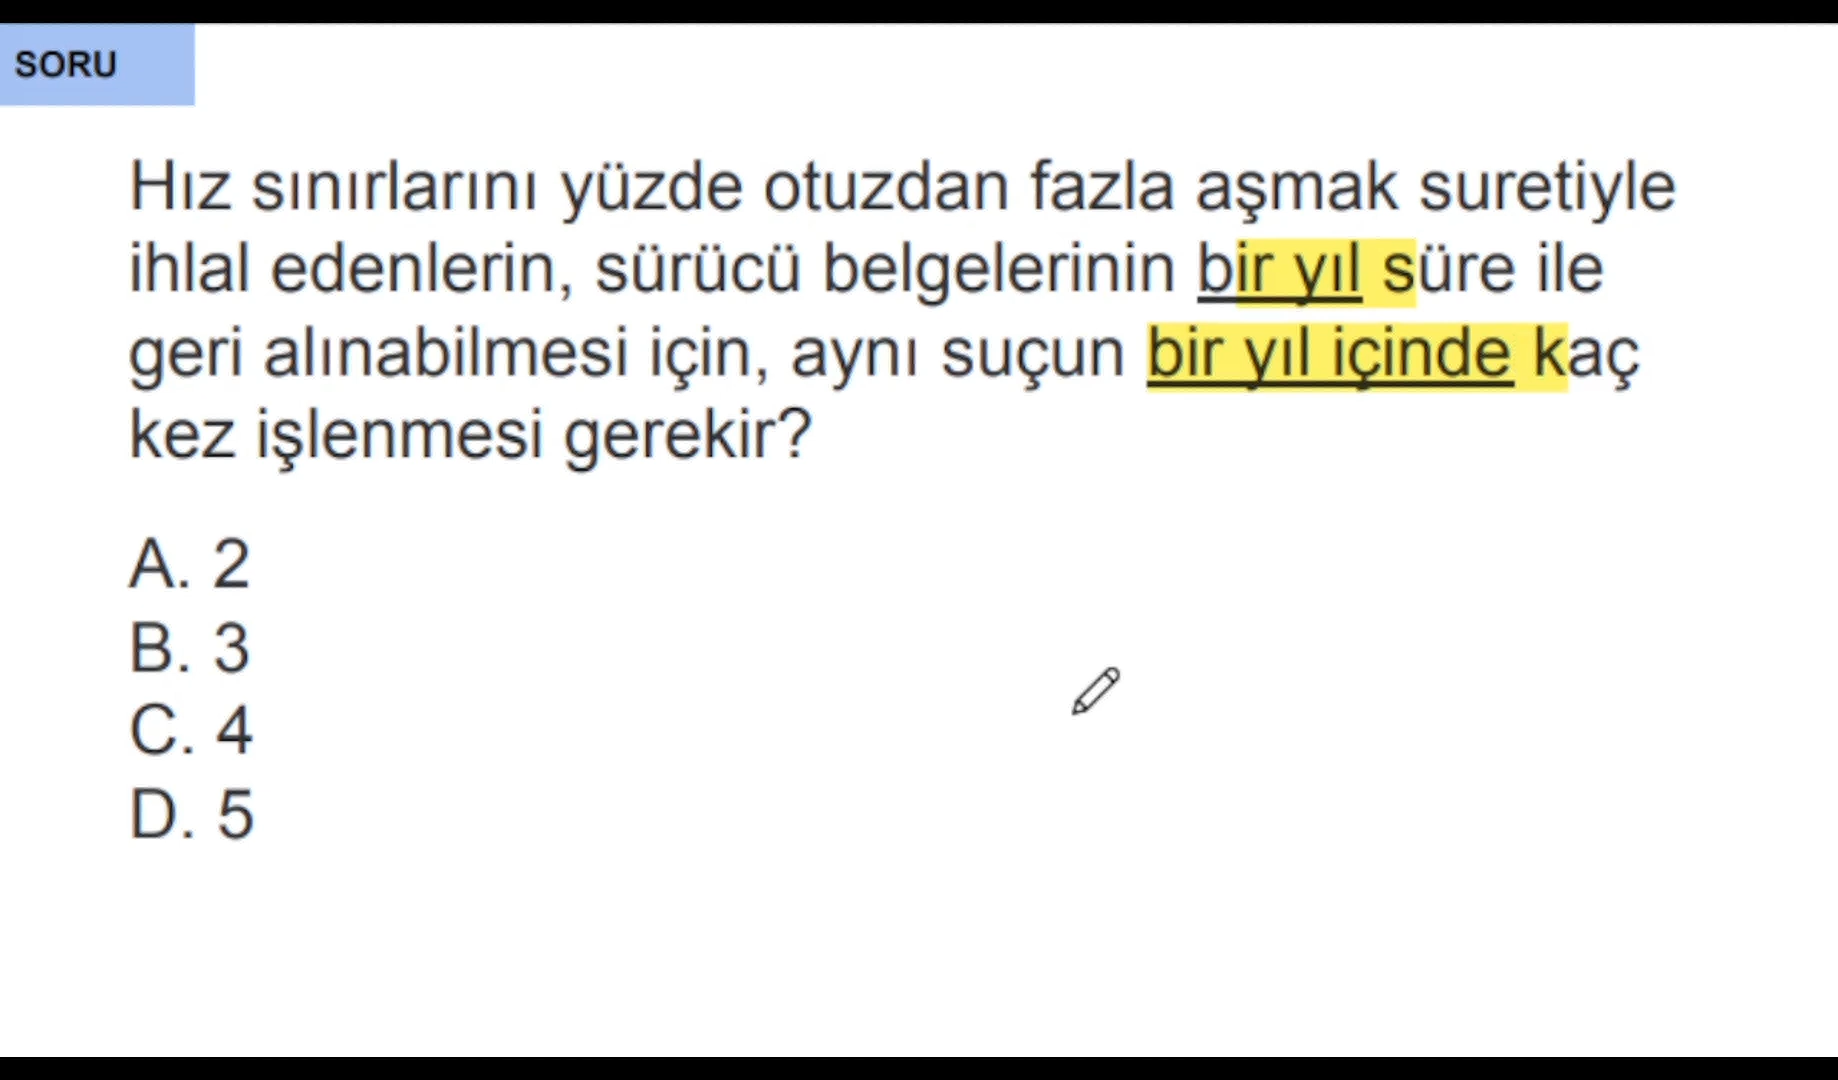 SORU
Hız sınırlarını yüzde otuzdan fazla aşmak suretiyle
ihlal edenlerin, sürücü belgelerinin bir yıl süre ile
geri alınabilmesi için, aynı suçun bir yıl içinde kaç
kez işlenmesi gerekir?
A. 2
B. 3
C. 4
D. 5